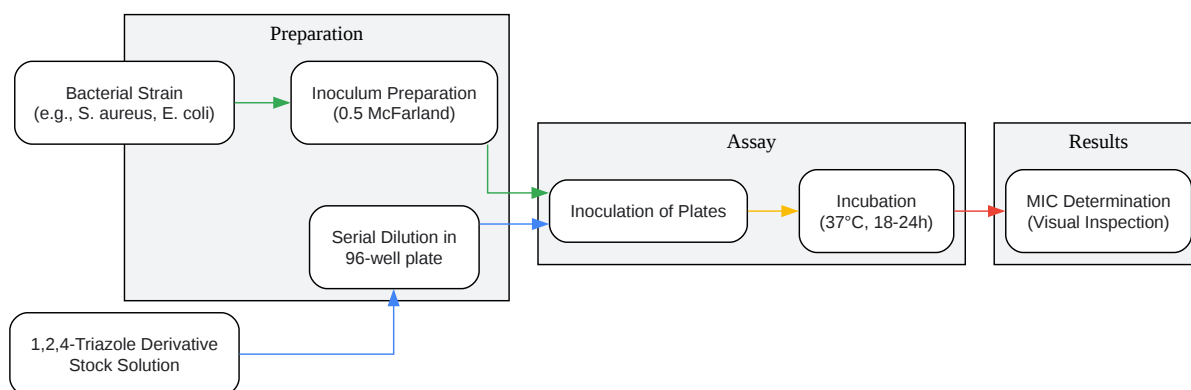 Preparation
Bacterial Strain
(e.g., S. aureus, E. coli)
Inoculum Preparation
(0.5 McFarland)
Serial Dilution in
96-well plate
1,2,4-Triazole Derivative
Stock Solution
Assay
Inoculation of Plates
Incubation
(37°C, 18-24h)
Results
MIC Determination
(Visual Inspection)